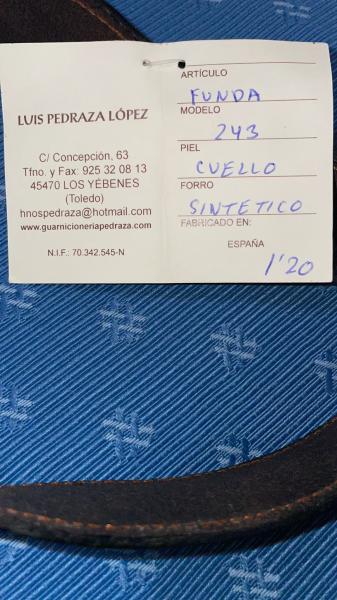 LUIS PEDRAZA LÓPEZ
C/ Concepción, 63
Tfno. y Fax: 925 32 08 13
45470 LOS YÉBENES
(Toledo)
hnospedraza@hotmail.com
www.guarnicioneriapedraza.com
N.I.F.: 70.342.545-N
ARTÍCULO
FUNDA
MODELO
243
PIEL
CUELLO
FORRO
SINTETICO
FABRICADO EN:
ESPAÑA
1'20